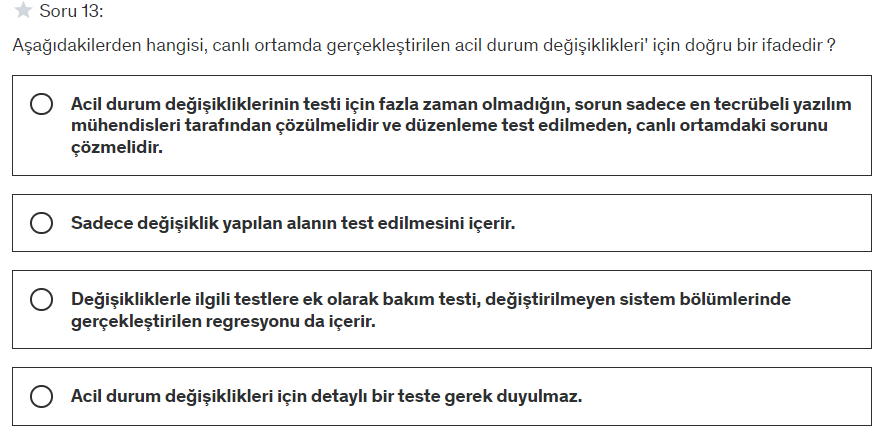 Soru 13:
Aşağıdakilerden hangisi, canlı ortamda gerçekleştirilen acil durum değişiklikleri' için doğru bir ifadedir ?
Acil durum değişikliklerinin testi için fazla zaman olmadığın, sorun sadece en tecrübeli yazılım
mühendisleri tarafından çözülmelidir ve düzenleme test edilmeden, canlı ortamdaki sorunu
çözmelidir.
Sadece değişiklik yapılan alanın test edilmesini içerir.
Değişikliklerle ilgili testlere ek olarak bakım testi, değiştirilmeyen sistem bölümlerinde
gerçekleştirilen regresyonu da içerir.
Acil durum değişiklikleri için detaylı bir teste gerek duyulmaz.